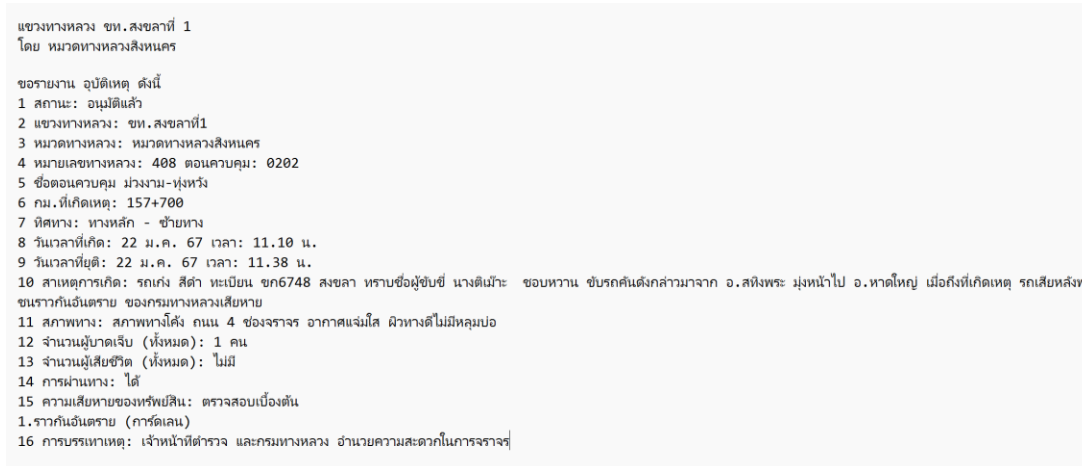 แขวงทางหลวง ขท.สงขลาที่ 1
โดย หมวดทางหลวงสิงหนคร
ขอรายงาน อุบัติเหตุ ดังนี้
1 สถานะ: อนุมัติแล้ว
2 แขวงทางหลวง: ขท.สงขลาที่1
3 หมวดทางหลวง: หมวดทางหลวงสิงหนคร
4 หมายเลขทางหลวง: 408 ตอนควบคุม: 0202
5 ชื่อตอนควบคุม ม่วงงาม-ทุ่งหวัง
6 กม.ที่เกิดเหตุ: 157+700
7 ทิศทาง: ทางหลัก - ซ้ายทาง
8 วันเวลาที่เกิด: 22 ม.ค. 67 เวลา: 11.10 น.
9 วันเวลาที่ยุติ: 22 ม.ค. 67 เวลา: 11.38 น.
10 สาเหตุการเกิด: รถเก๋ง สีดำ ทะเบียน ขก6748 สงขลา ทราบชื่อผู้ขับขี่ นางติเม๊าะ ชอบหวาน ขับรถคันดังกล่าวมาจาก อ.สทิงพระ มุ่งหน้าไป อ.หาดใหญ่ เมื่อถึงที่เกิดเหตุ รถเสียหลัง
ชนราวกันอันตราย ของกรมทางหลวงเสียหาย
11 สภาพทาง: สภาพทางโค้ง ถนน 4 ช่องจราจร อากาศแจ่มใส ผิวทางดีไม่มีหลุมบ่อ
12 จำนวนผู้บาดเจ็บ (ทั้งหมด): 1 คน
13 จำนวนผู้เสียชีวิต (ทั้งหมด): ไม่มี
14 การผ่านทาง: ได้
15 ความเสียหายของทรัพย์สิน: ตรวจสอบเบื้องต้น
1.ราวกันอันตราย (การ์ดเลน)
16 การบรรเทาเหตุ: เจ้าหน้าที่ตำรวจ และกรมทางหลวง อำนวยความสะดวกในการจราจร